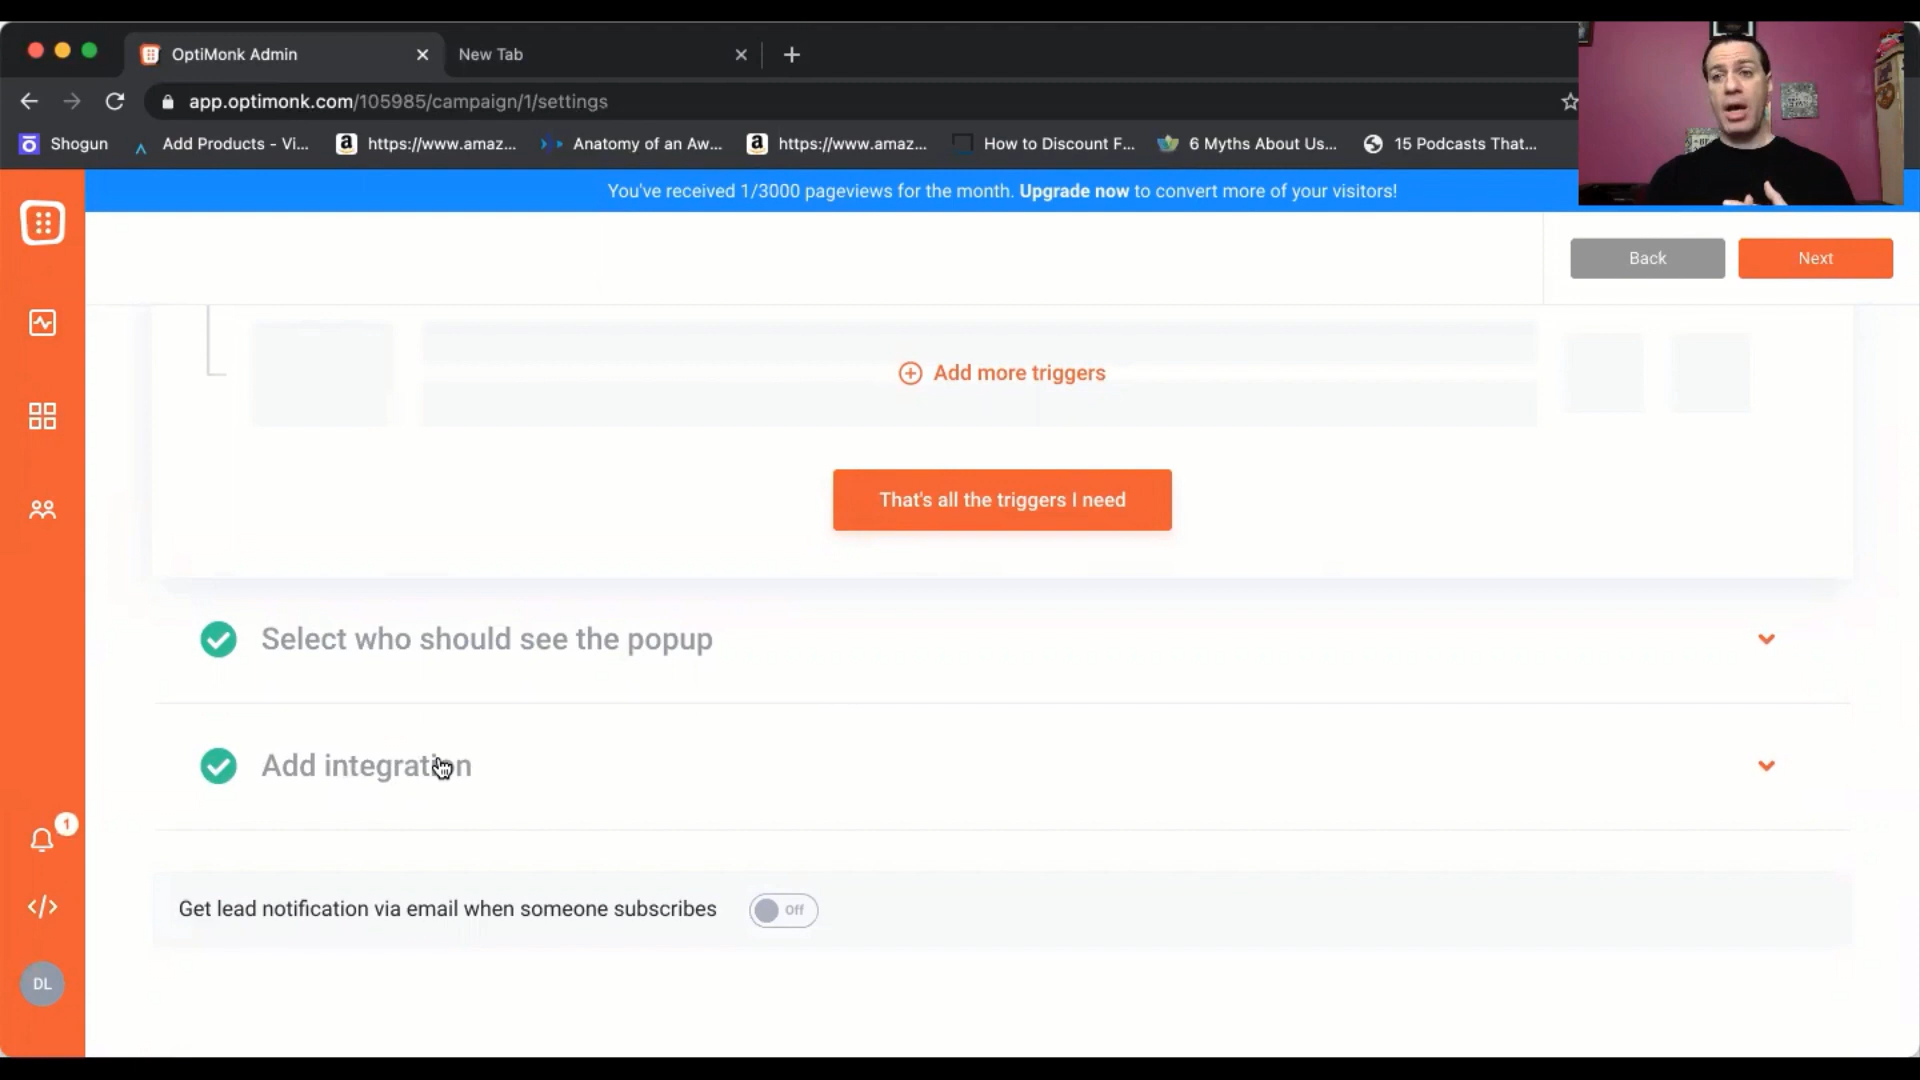 OptiMonk Admin
New Tab
app.optimonk.com/105985/campaign/1/settings
Shogun
Add Products - Vi...
https://www.amaz...
Anatomy of an Aw...
https://www.amaz...
How to Discount F...
6 Myths About Us...
15 Podcasts That...
You've received 1/3000 pageviews for the month. Upgrade now to convert more of your visitors!
Back
Next
Add more triggers
That's all the triggers I need
Select who should see the popup
Add integration
1
Get lead notification via email when someone subscribes
Off
DL